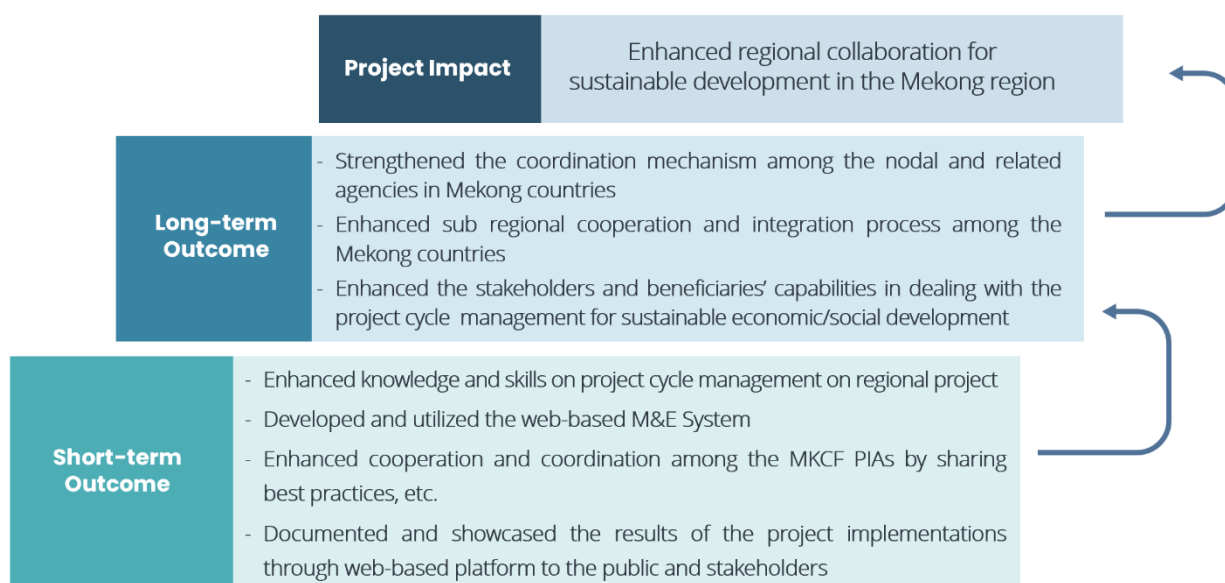 Project Impact
Enhanced regional collaboration for
sustainable development in the Mekong region
Long-term
Outcome
- Strengthened the coordination mechanism among the nodal and related
agencies in Mekong countries
- Enhanced sub regional cooperation and integration process among the
Mekong countries
- Enhanced the stakeholders and beneficiaries’ capabilities in dealing with the
project cycle management for sustainable economic/social development
Short-term
Outcome
- Enhanced knowledge and skills on project cycle management on regional project
- Developed and utilized the web-based M&E System
- Enhanced cooperation and coordination among the MKCF PIAs by sharing
best practices, etc.
- Documented and showcased the results of the project implementations
through web-based platform to the public and stakeholders